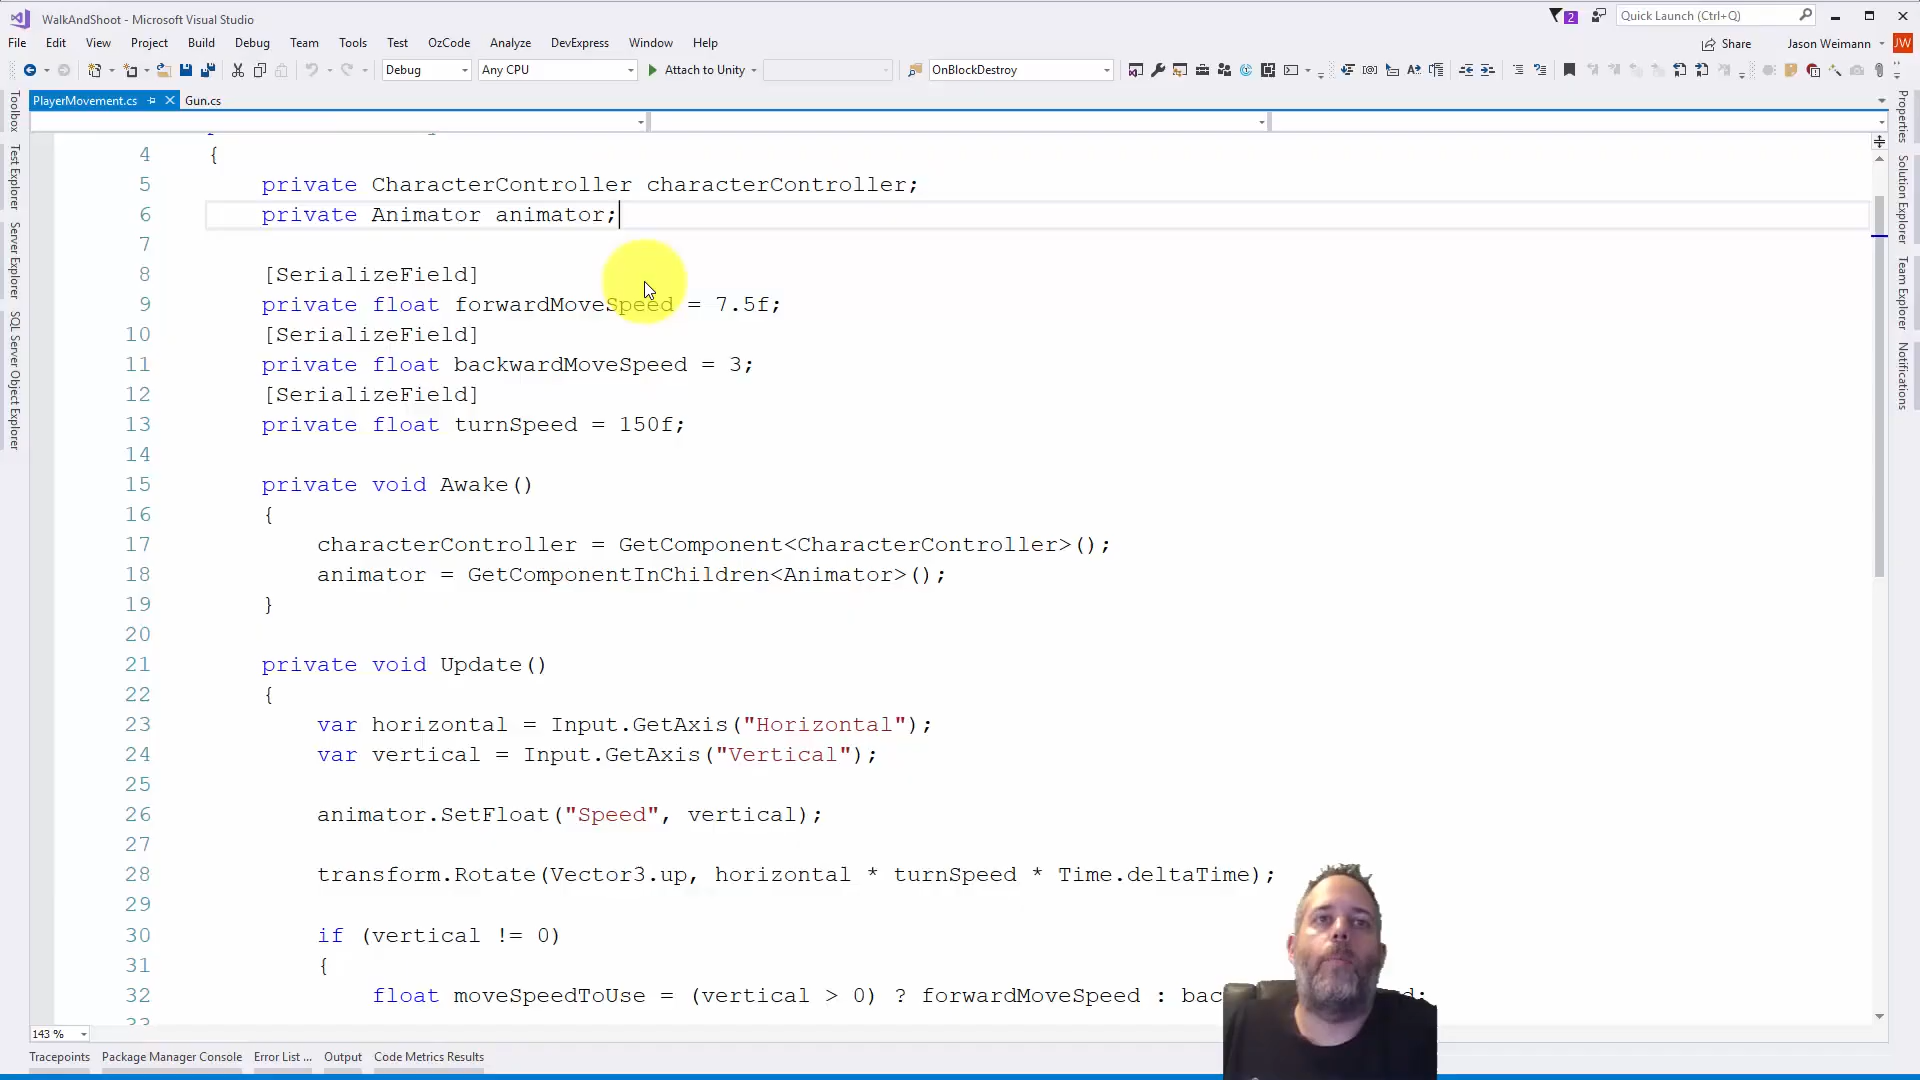 WalkAndShoot - Microsoft Visual Studio
2
Quick Launch (Ctrl+Q)
File Edit View Project Build Debug Team Tools Test OzCode Analyze DevExpress Window Help
Share Jason Weimann JW
Debug Any CPU Attach to Unity OnBlockDestroy
PlayerMovement.cs Gun.cs
Toolbox
Test Explorer
Server Explorer
SQL Server Object Explorer
Properties
Solution Explorer
Team Explorer
Notifications
4 {
5 private CharacterController characterController;
6 private Animator animator;
7
8 [SerializeField]
9 private float forwardMoveSpeed = 7.5f;
10 [SerializeField]
11 private float backwardMoveSpeed = 3;
12 [SerializeField]
13 private float turnSpeed = 150f;
14
15 private void Awake()
16 {
17 characterController = GetComponent<CharacterController>();
18 animator = GetComponentInChildren<Animator>();
19 }
20
21 private void Update()
22 {
23 var horizontal = Input.GetAxis("Horizontal");
24 var vertical = Input.GetAxis("Vertical");
25
26 animator.SetFloat("Speed", vertical);
27
28 transform.Rotate(Vector3.up, horizontal * turnSpeed * Time.deltaTime);
29
30 if (vertical != 0)
31 {
32 float moveSpeedToUse = (vertical > 0) ? forwardMoveSpeed :
33
143 %
Tracepoints Package Manager Console Error List ... Output Code Metrics Results